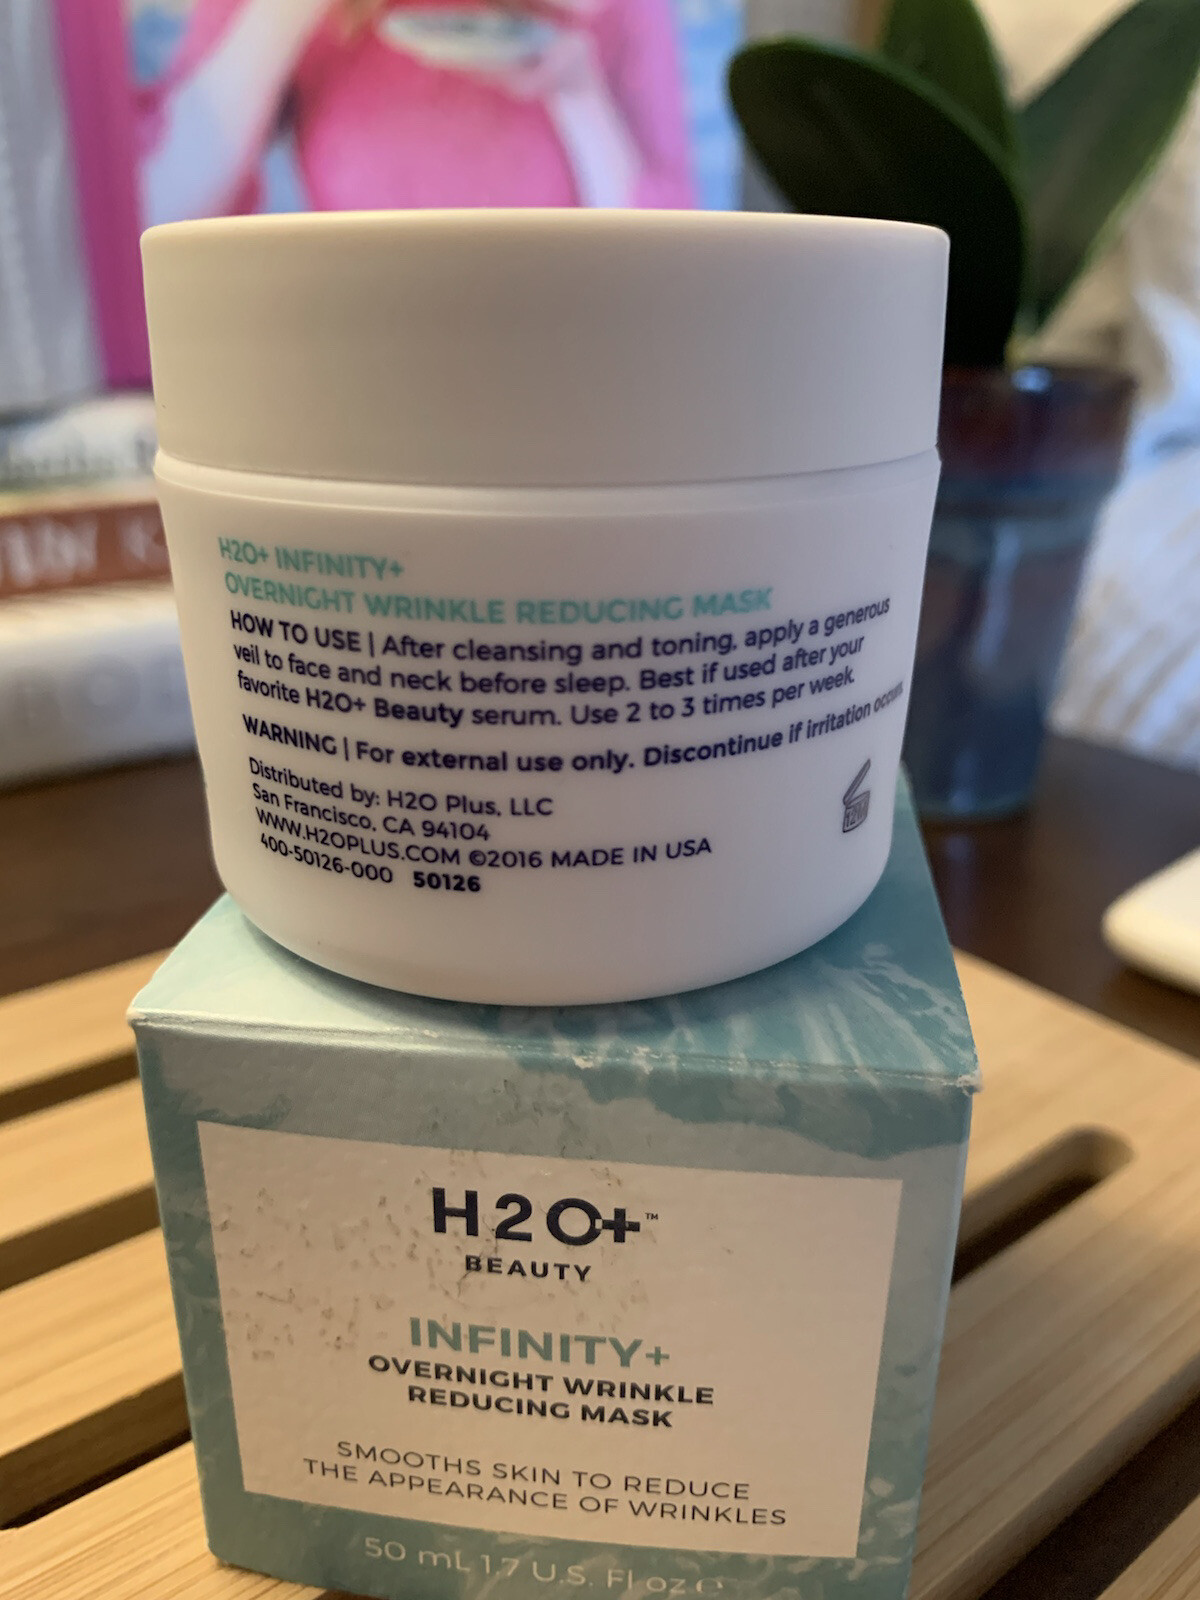 H2O+ INFINITY+
OVERNIGHT WRINKLE REDUCING MASK
HOW TO USE | After cleansing and toning, apply a generous
veil to face and neck before sleep. Best if used after your
favorite H2O+ Beauty serum. Use 2 to 3 times per week.
WARNING | For external use only. Discontinue if irritation occurs.
Distributed by: H2O Plus, LLC
San Francisco, CA 94104
WWW.H2OPLUS.COM ©2016 MADE IN USA
400-50126-000 50126
12M
H2O+™
BEAUTY
INFINITY+
OVERNIGHT WRINKLE
REDUCING MASK
SMOOTHS SKIN TO REDUCE
THE APPEARANCE OF WRINKLES
50 mL 1.7 U.S. Fl oz e